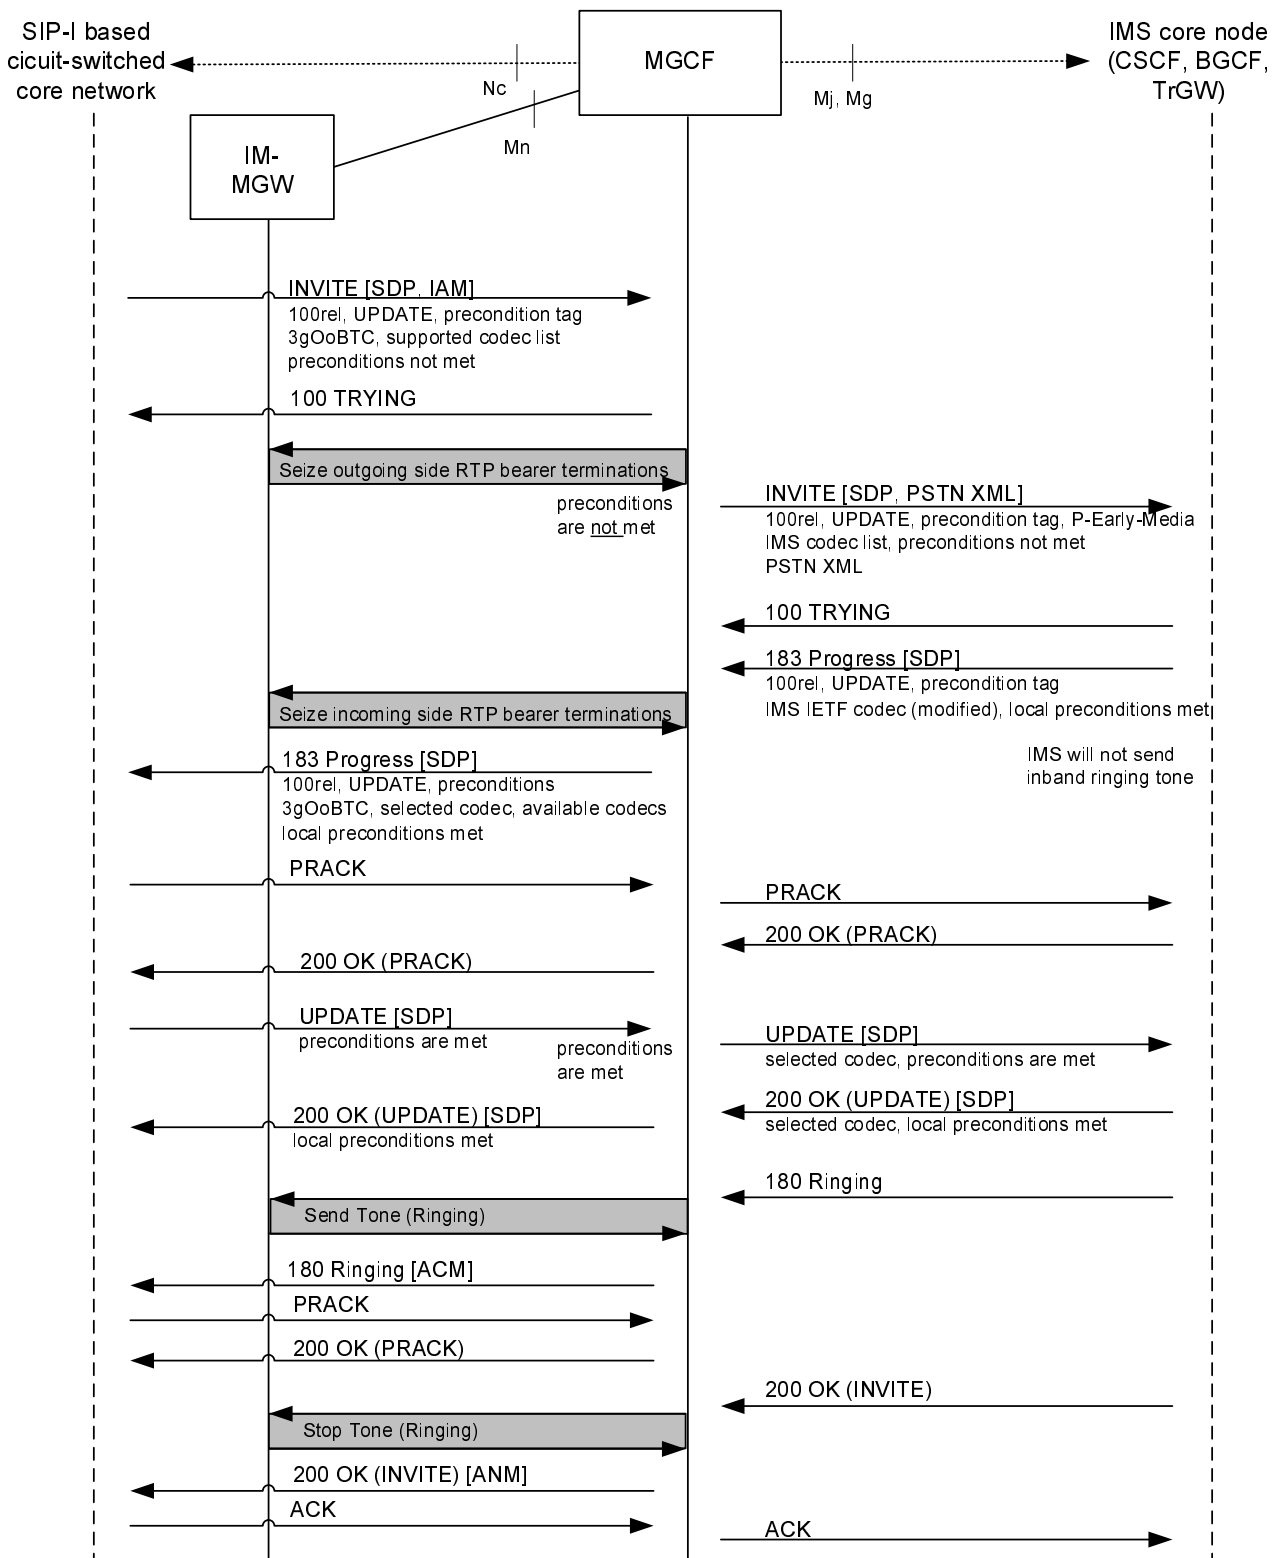 SIP-I based
cicuit-switched
core network
MGCF
IMS core node
(CSCF, BGCF,
TrGW)
Nc
Mj, Mg
Mn
IM-
MGW
INVITE [SDP, IAM]
100rel, UPDATE, precondition tag
3gOoBTC, supported codec list
preconditions not met
100 TRYING
Seize outgoing side RTP bearer terminations
preconditions
are not met
INVITE [SDP, PSTN XML]
100rel, UPDATE, precondition tag, P-Early-Media
IMS codec list, preconditions not met
PSTN XML
100 TRYING
183 Progress [SDP]
100rel, UPDATE, precondition tag
IMS IETF codec (modified), local preconditions met
Seize incoming side RTP bearer terminations
IMS will not send
inband ringing tone
183 Progress [SDP]
100rel, UPDATE, preconditions
3gOoBTC, selected codec, available codecs
local preconditions met
PRACK
PRACK
200 OK (PRACK)
200 OK (PRACK)
UPDATE [SDP]
preconditions are met
preconditions
are met
UPDATE [SDP]
selected codec, preconditions are met
200 OK (UPDATE) [SDP]
selected codec, local preconditions met
200 OK (UPDATE) [SDP]
local preconditions met
180 Ringing
Send Tone (Ringing)
180 Ringing [ACM]
PRACK
200 OK (PRACK)
200 OK (INVITE)
Stop Tone (Ringing)
200 OK (INVITE) [ANM]
ACK
ACK